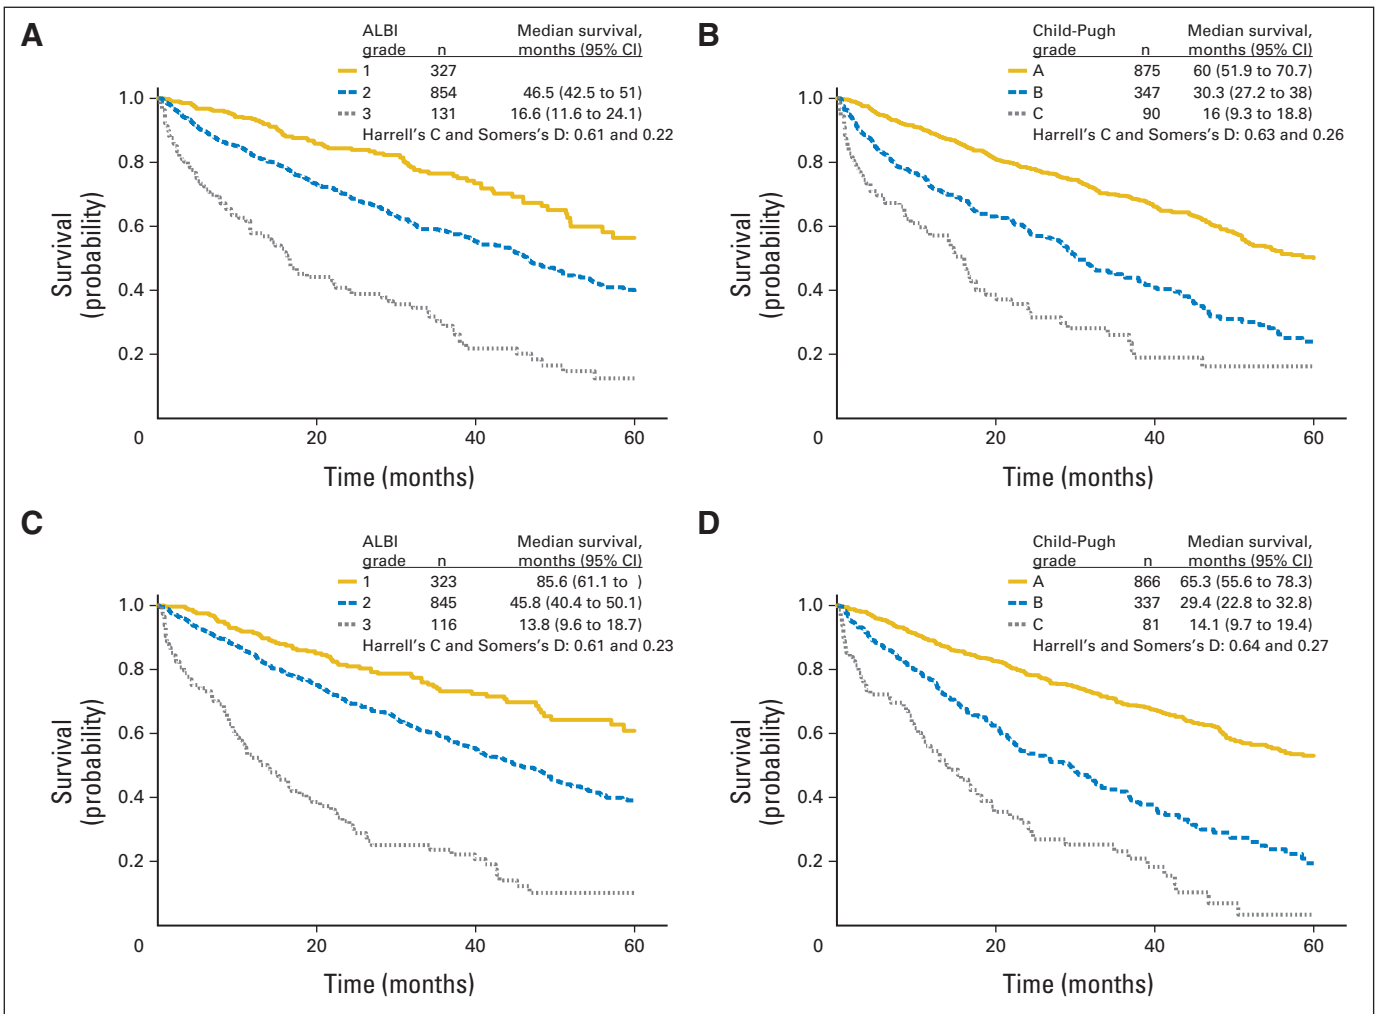 A
ALBI grade n Median survival, months (95% CI)
1 327
2 854 46.5 (42.5 to 51)
3 131 16.6 (11.6 to 24.1)
Harrell's C and Somers's D: 0.61 and 0.22
1.0
0.8
0.6
0.4
0.2
0 20 40 60
Survival (probability)
Time (months)
B
Child-Pugh grade n Median survival, months (95% CI)
A 875 60 (51.9 to 70.7)
B 347 30.3 (27.2 to 38)
C 90 16 (9.3 to 18.8)
Harrell's C and Somers's D: 0.63 and 0.26
1.0
0.8
0.6
0.4
0.2
0 20 40 60
Survival (probability)
Time (months)
C
ALBI grade n Median survival, months (95% CI)
1 323 85.6 (61.1 to )
2 845 45.8 (40.4 to 50.1)
3 116 13.8 (9.6 to 18.7)
Harrell's C and Somers's D: 0.61 and 0.23
1.0
0.8
0.6
0.4
0.2
0 20 40 60
Survival (probability)
Time (months)
D
Child-Pugh grade n Median survival, months (95% CI)
A 866 65.3 (55.6 to 78.3)
B 337 29.4 (22.8 to 32.8)
C 81 14.1 (9.7 to 19.4)
Harrell's and Somers's D: 0.64 and 0.27
1.0
0.8
0.6
0.4
0.2
0 20 40 60
Survival (probability)
Time (months)